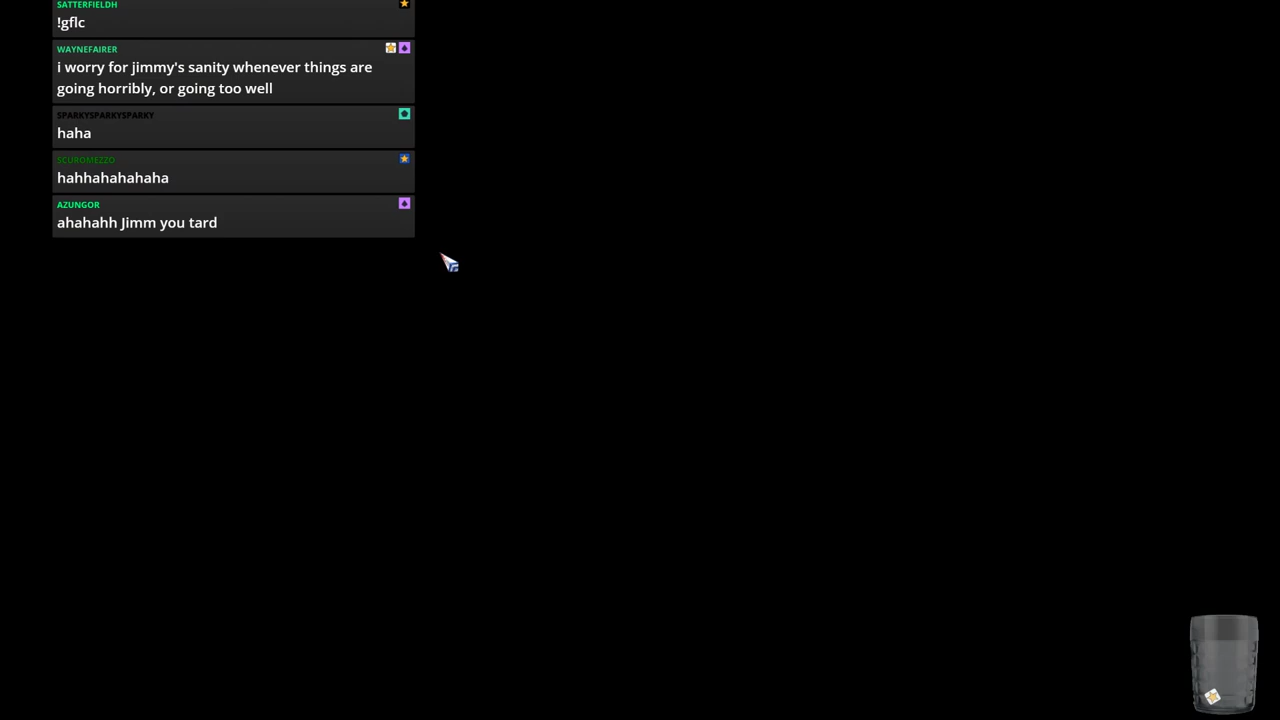 SATTERFIELDH
!gflc
WAYNEFAIRER
i worry for jimmy's sanity whenever things are
going horribly, or going too well
SPARKYSPARKYSPARKY
haha
SCUROMEZZO
hahhahahahaha
AZUNGOR
ahahahh Jimm you tard